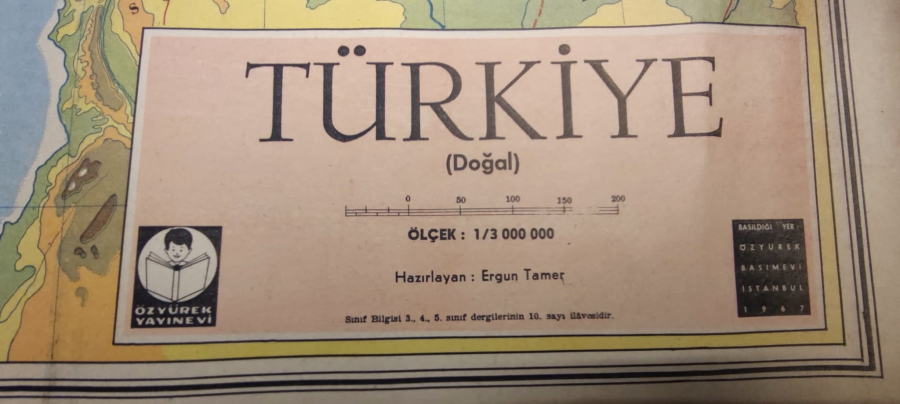 TÜRKİYE
(Doğal)
0 50 100 150 200
ÖLÇEK : 1/3 000 000
Hazırlayan : Ergun Tamer
Sınıf Bilgisi 3., 4., 5. sınıf dergilerinin 10. sayı ilâvesidir.
ÖZYÜREK
YAYINEVİ
BASILDIĞI YER:
ÖZYÜREK
BASIMEVİ
İSTANBUL
1967